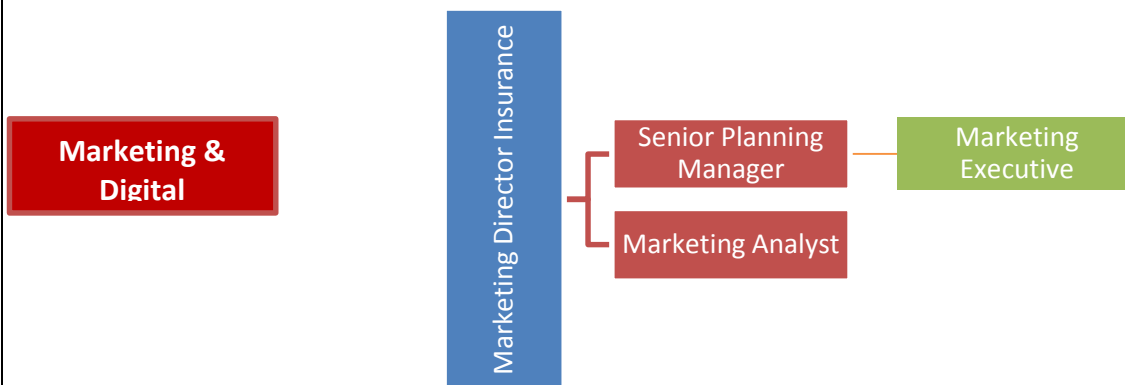 Marketing &
Digital
Marketing Director Insurance
Senior Planning
Manager
Marketing Analyst
Marketing
Executive